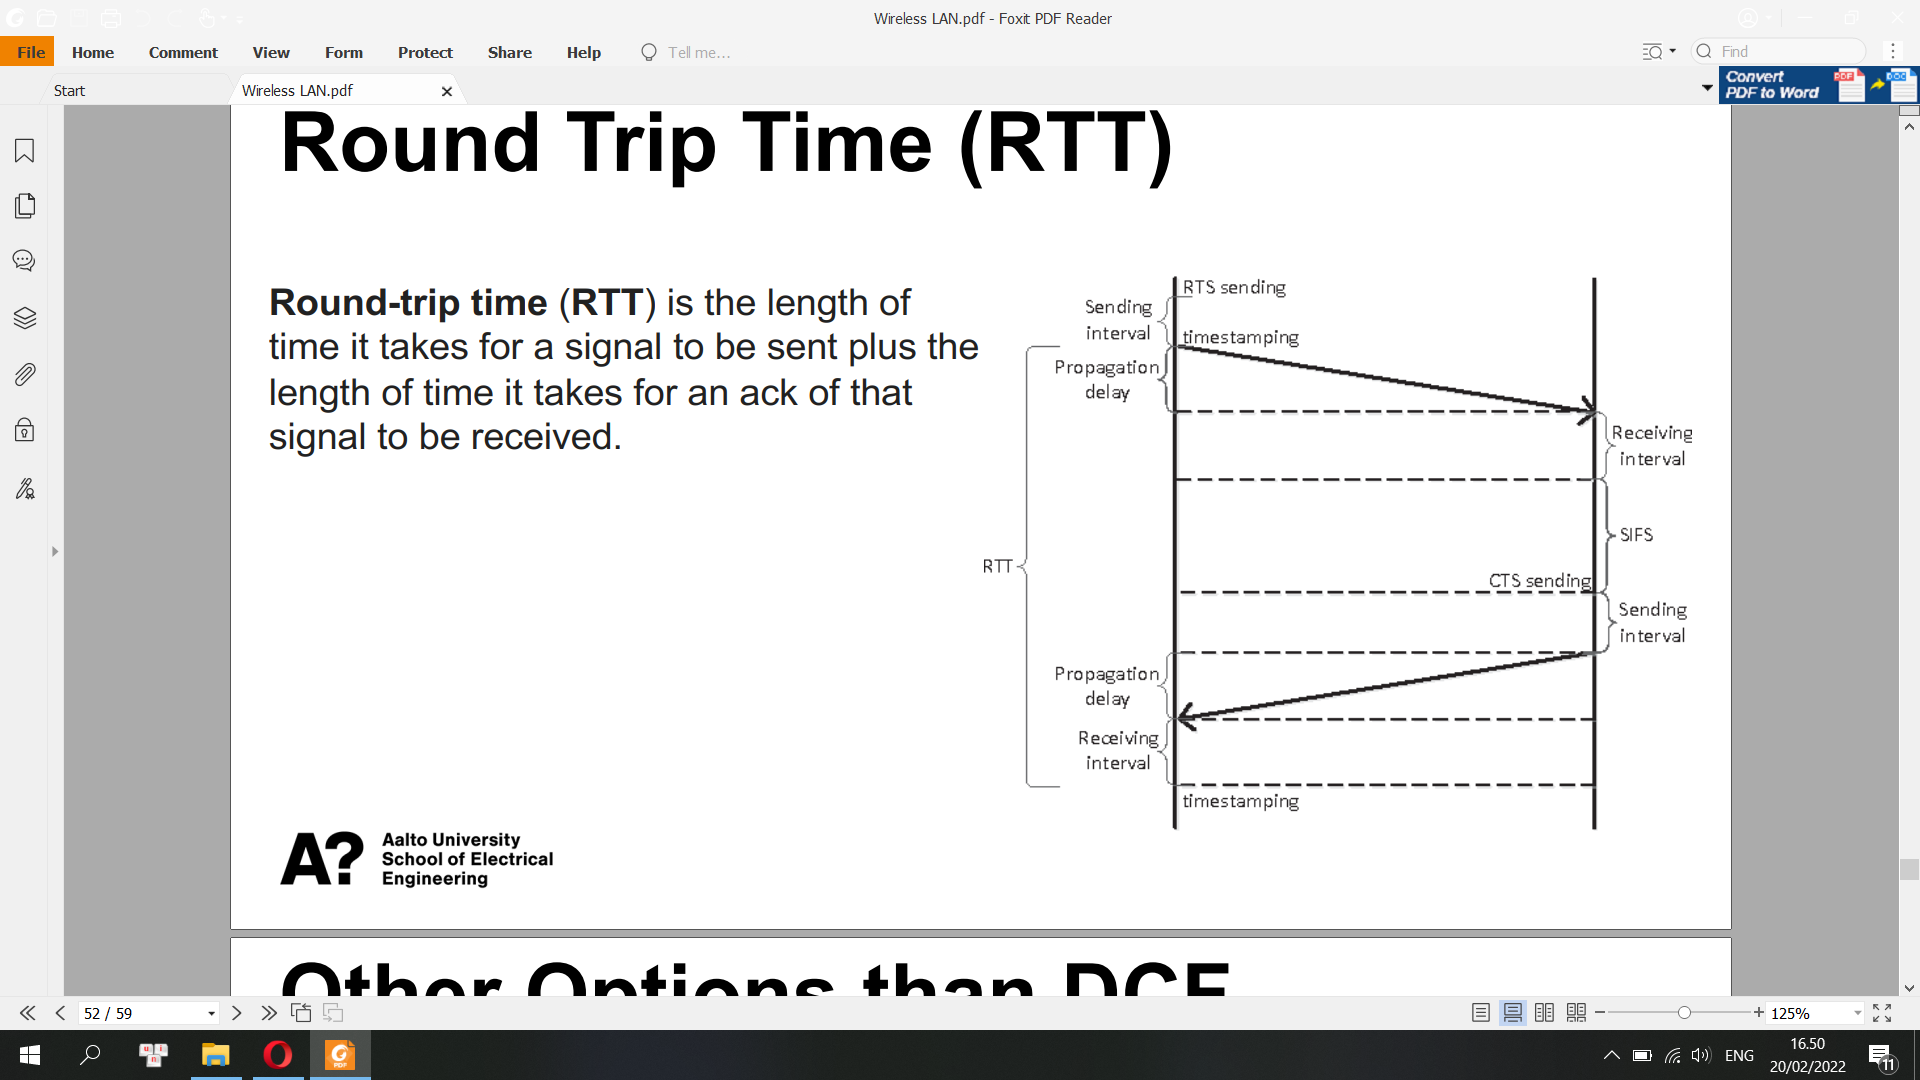 Wireless LAN.pdf - Foxit PDF Reader
File Home Comment View Form Protect Share Help Tell me... Find
Start Wireless LAN.pdf
Convert
PDF to Word
PDF DOC
Round Trip Time (RTT)
Round-trip time (RTT) is the length of
time it takes for a signal to be sent plus the
length of time it takes for an ack of that
signal to be received.
RTS sending
Sending
interval
timestamping
Propagation
delay
Receiving
interval
SIFS
RTT
CTS sending
Sending
interval
Propagation
delay
Receiving
interval
timestamping
A?
Aalto University
School of Electrical
Engineering
Other Options than DCF
52 / 59
125%
ENG
16.50
20/02/2022
11